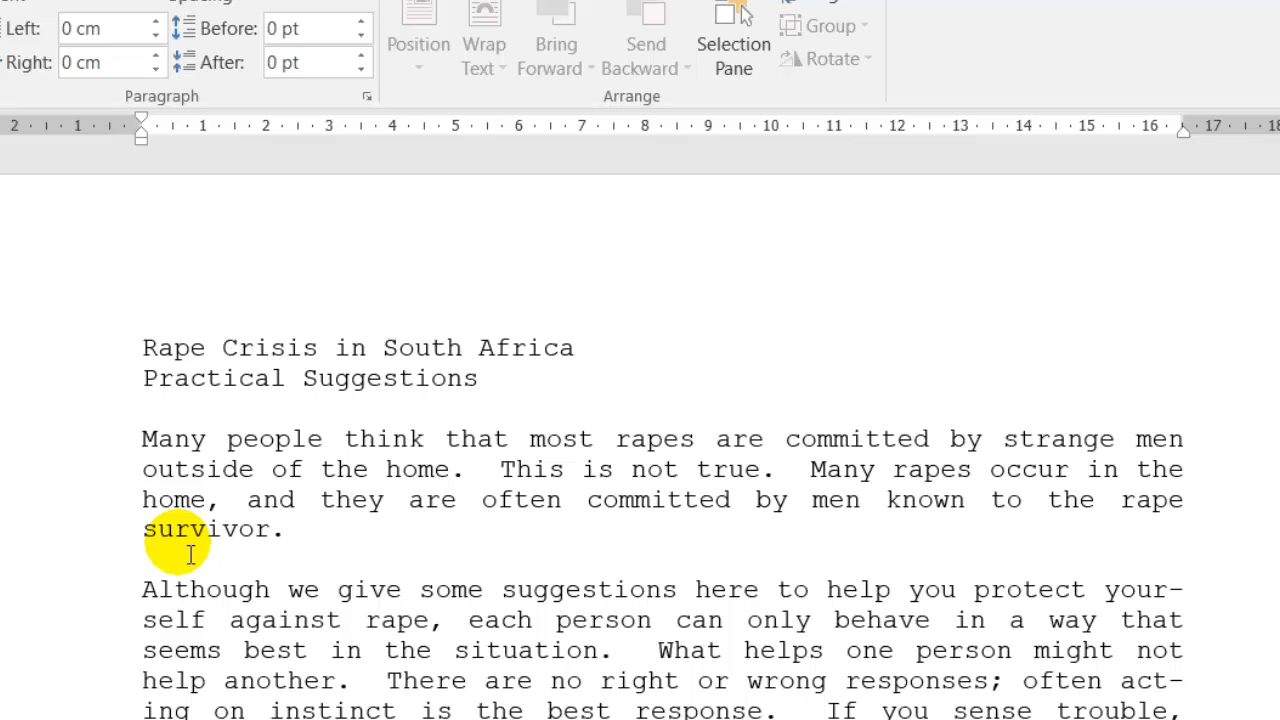 Left: 0 cm Before: 0 pt
Right: 0 cm After: 0 pt
Position Wrap Text Bring Forward Send Backward Selection Pane Group Rotate
Paragraph Arrange
2 1 1 2 3 4 5 6 7 8 9 10 11 12 13 14 15 16 17 18
Rape Crisis in South Africa
Practical Suggestions
Many people think that most rapes are committed by strange men
outside of the home. This is not true. Many rapes occur in the
home, and they are often committed by men known to the rape
survivor.
Although we give some suggestions here to help you protect your-
self against rape, each person can only behave in a way that
seems best in the situation. What helps one person might not
help another. There are no right or wrong responses; often act-
ing on instinct is the best response. If you sense trouble,